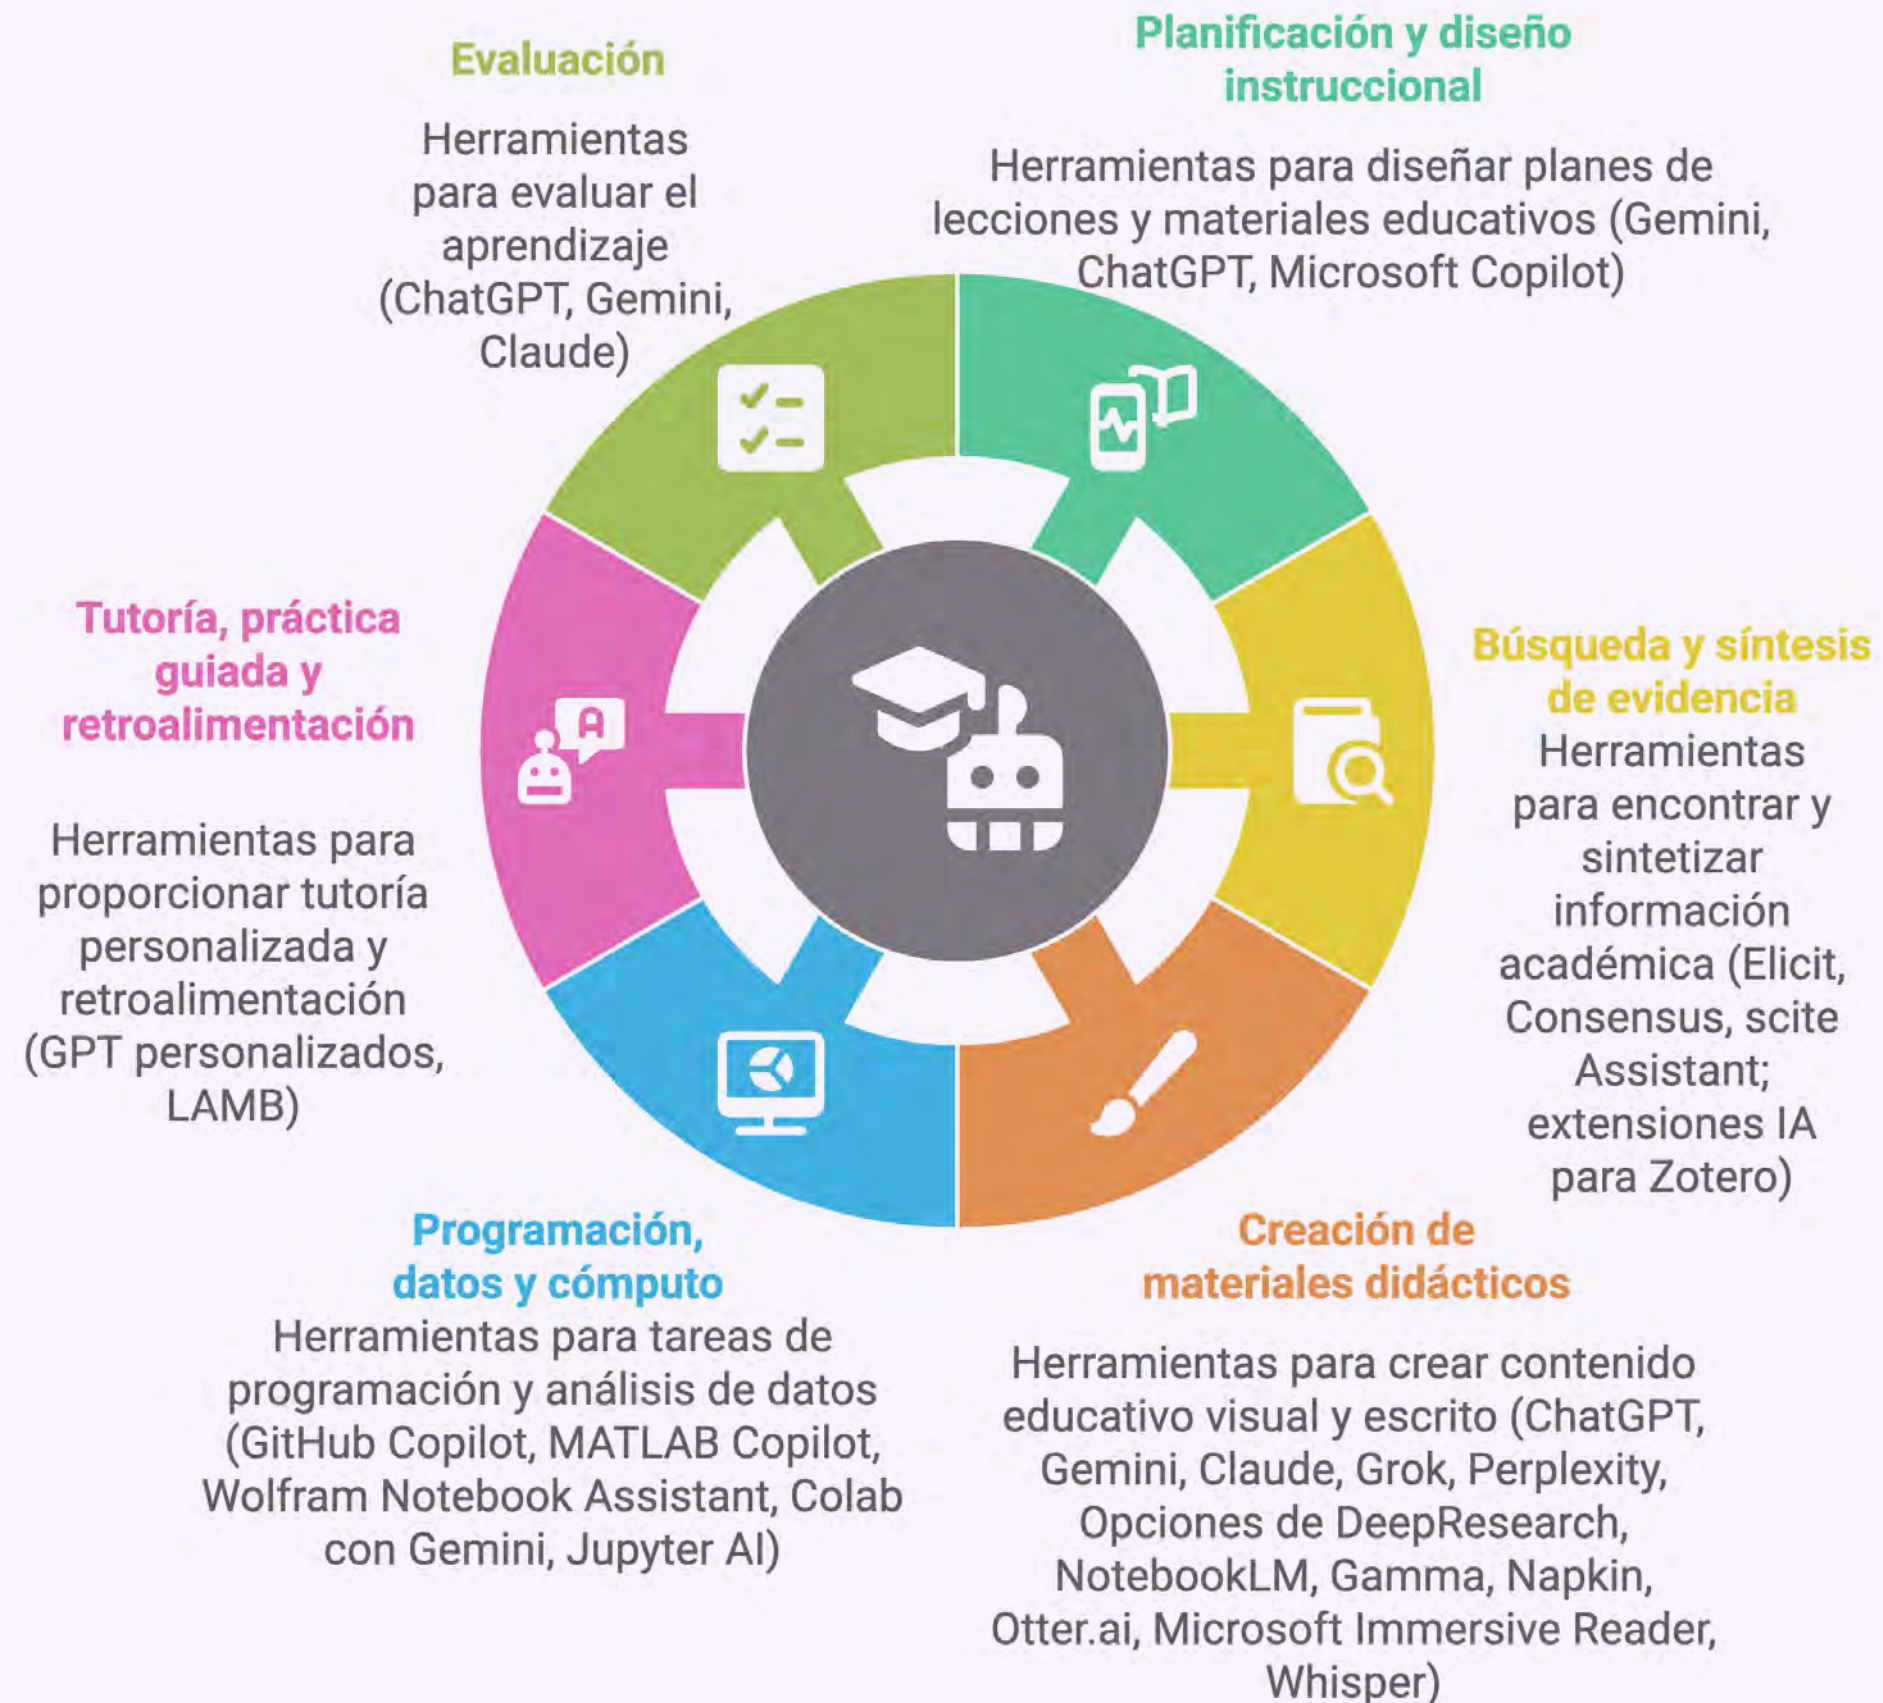 Evaluación
Herramientas
para evaluar el
aprendizaje
(ChatGPT, Gemini,
Claude)
Planificación y diseño
instruccional
Herramientas para diseñar planes de
lecciones y materiales educativos (Gemini,
ChatGPT, Microsoft Copilot)
Tutoría, práctica
guiada y
retroalimentación
Herramientas para
proporcionar tutoría
personalizada y
retroalimentación
(GPT personalizados,
LAMB)
A
Búsqueda y síntesis
de evidencia
Herramientas
para encontrar y
sintetizar
información
académica (Elicit,
Consensus, scite
Assistant;
extensiones IA
para Zotero)
Programación,
datos y cómputo
Herramientas para tareas de
programación y análisis de datos
(GitHub Copilot, MATLAB Copilot,
Wolfram Notebook Assistant, Colab
con Gemini, Jupyter AI)
Creación de
materiales didácticos
Herramientas para crear contenido
educativo visual y escrito (ChatGPT,
Gemini, Claude, Grok, Perplexity,
Opciones de DeepResearch,
NotebookLM, Gamma, Napkin,
Otter.ai, Microsoft Immersive Reader,
Whisper)